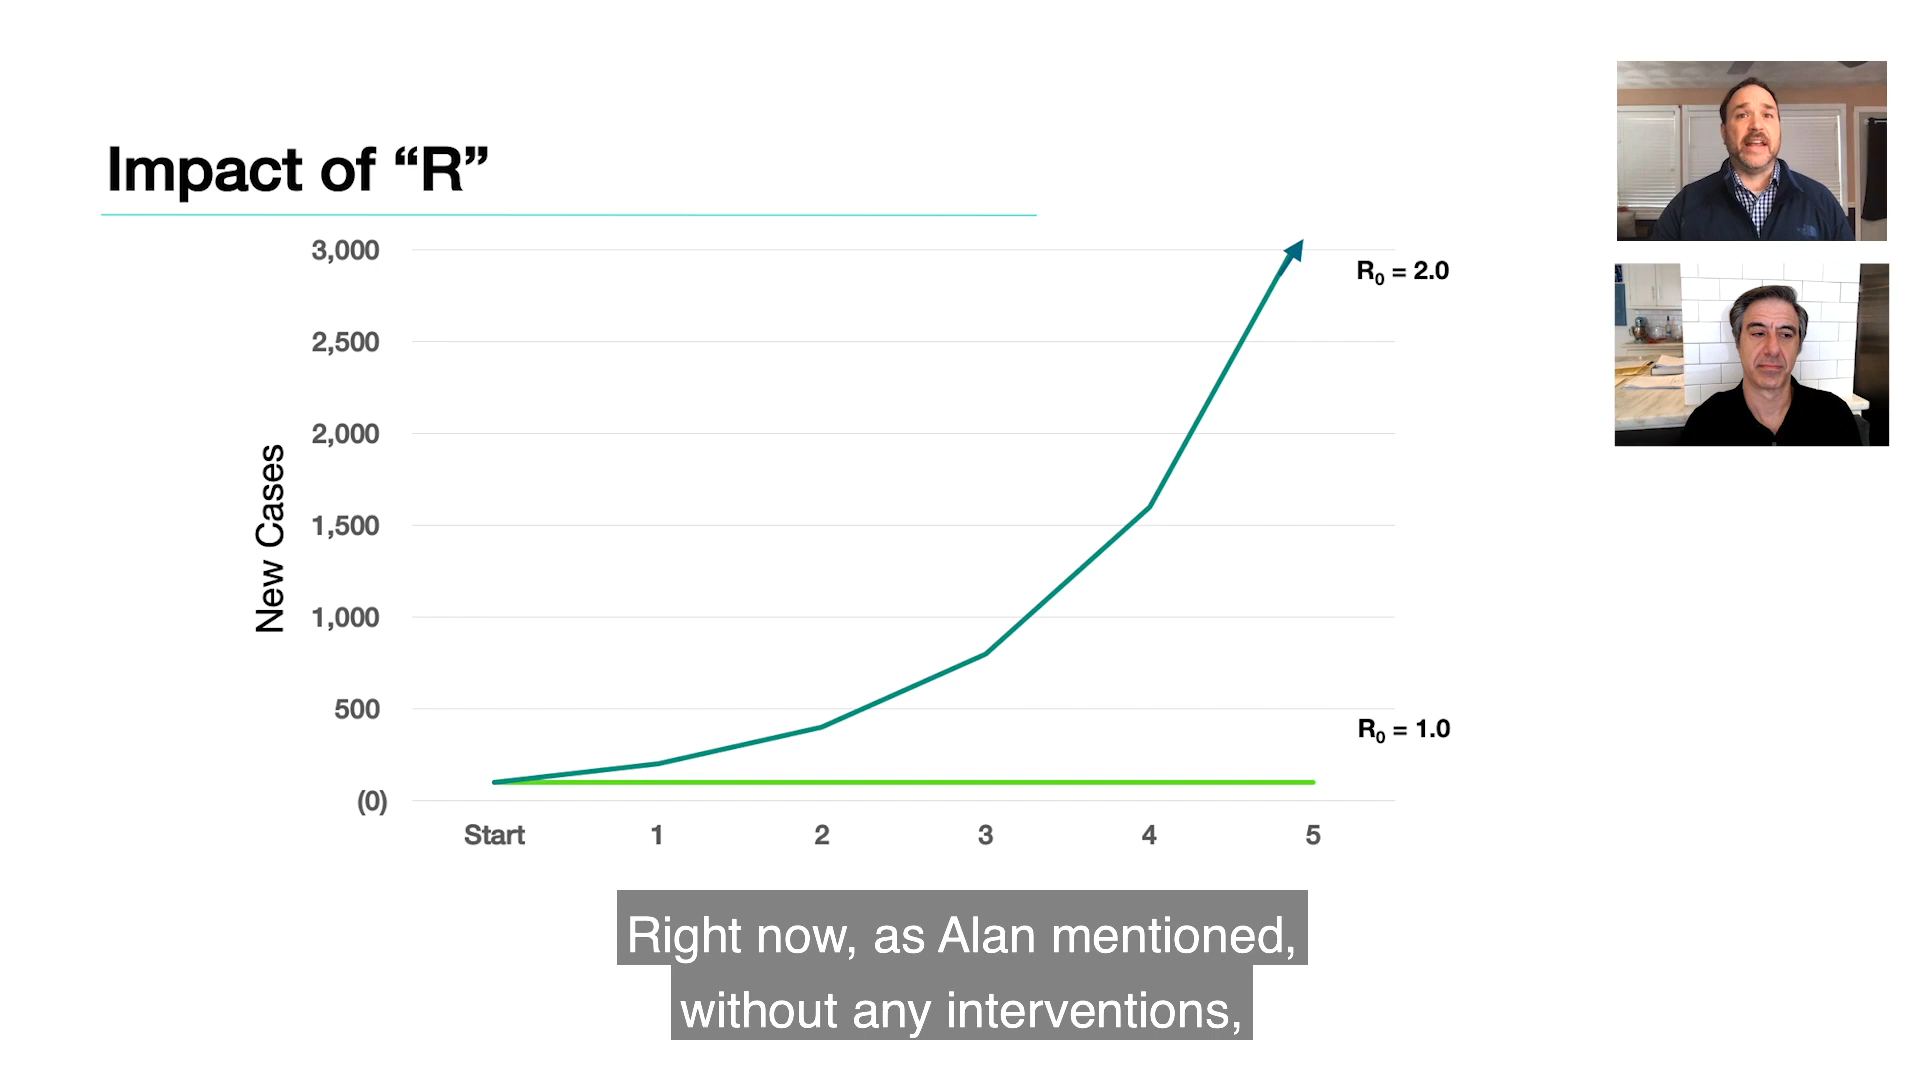 Impact of “R”
3,000
R₀ = 2.0
2,500
2,000
New Cases
1,500
1,000
500
R₀ = 1.0
(0)
Start 1 2 3 4 5
Right now, as Alan mentioned,
without any interventions,